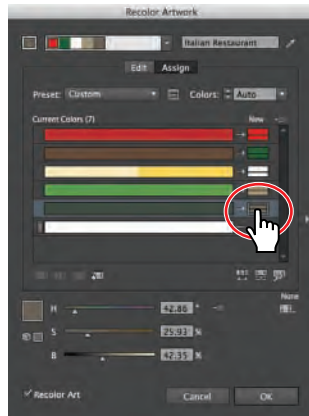 Recolor Artwork
Italian Restaurant
Edit Assign
Preset: Custom Colors: Auto
Current Colors (7) New
None
H 42.86 °
S 25.93 %
B 42.35 %
Recolor Art Cancel OK